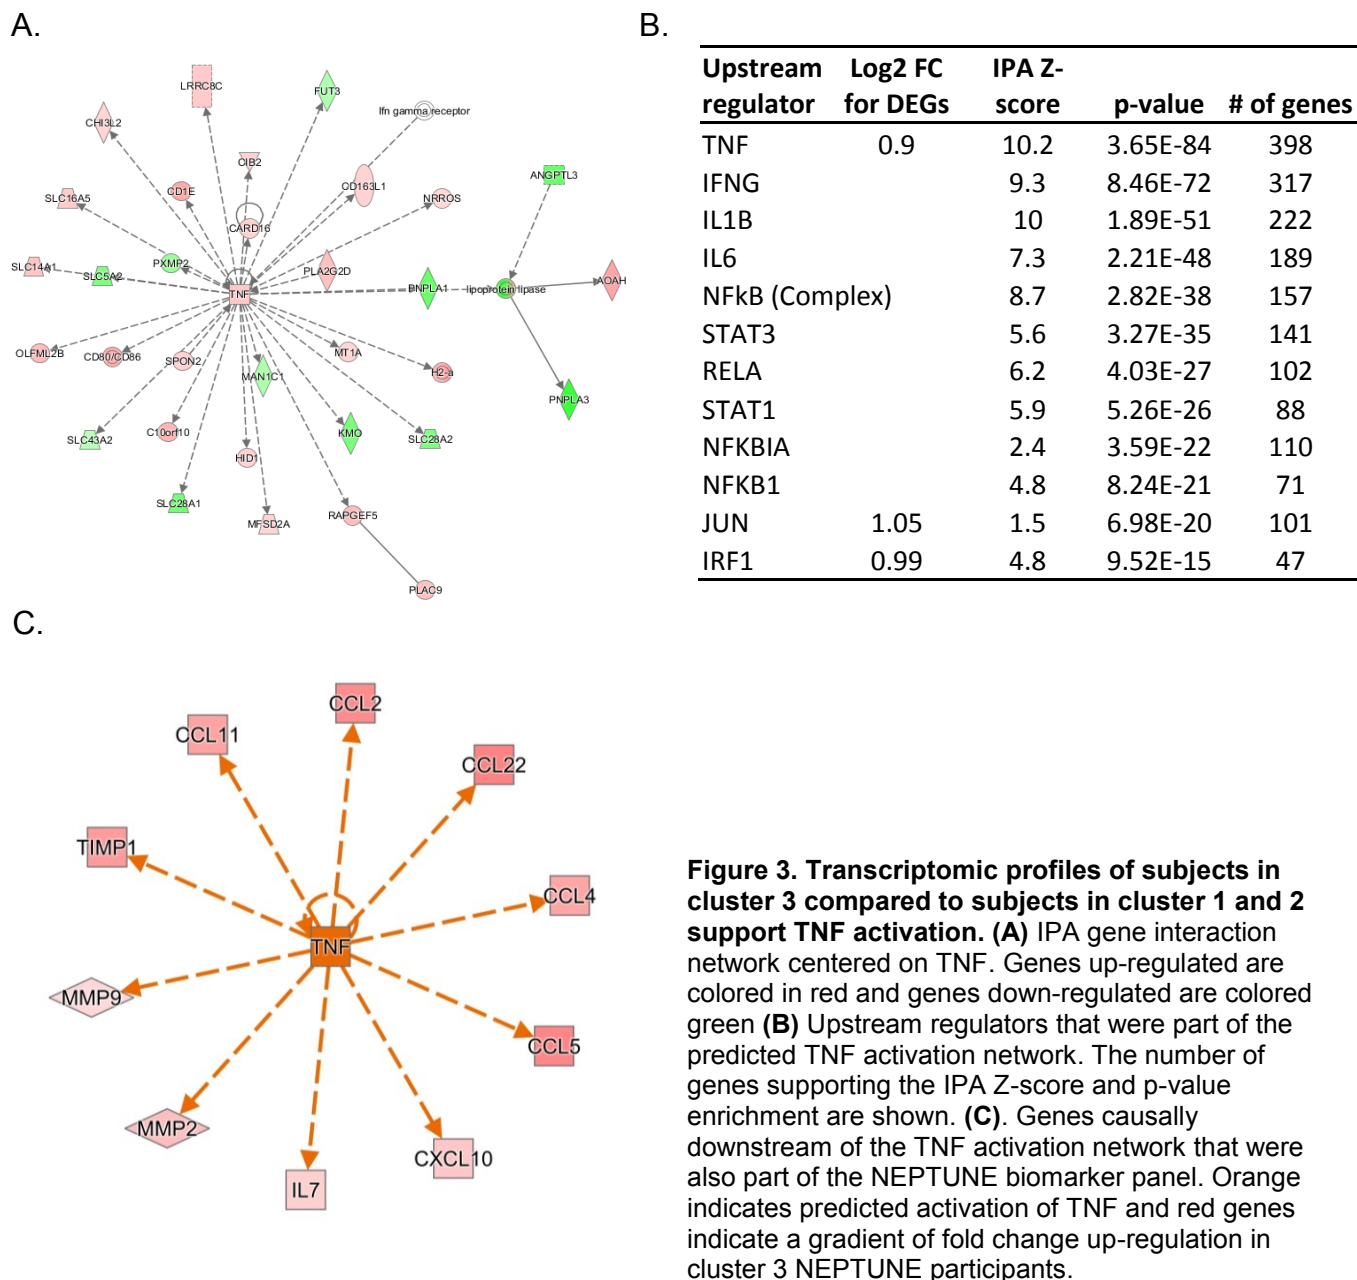 A.
LRRC8C
FUT3
Ifn gamma receptor
CHI3L2
CIB2
ANGPTL3
CD1E
CD163L1
SLC16A5
NRROS
CARD16
PXMP2
PLA2G2D
SLC14A1
SLC5A2
TNF
PNPLA1
lipoprotein lipase
AOAH
OLFML2B
CD80/CD86
SPON2
MT1A
MAN1C1
H2-a
PNPLA3
SLC43A2
C10orf10
KMO
SLC28A2
HID1
SLC28A1
MFSD2A
RAPGEF5
PLAC9
B.
Upstream Log2 FC IPA Z-
regulator for DEGs score p-value # of genes
TNF 0.9 10.2 3.65E-84 398
IFNG 9.3 8.46E-72 317
IL1B 10 1.89E-51 222
IL6 7.3 2.21E-48 189
NFkB (Complex) 8.7 2.82E-38 157
STAT3 5.6 3.27E-35 141
RELA 6.2 4.03E-27 102
STAT1 5.9 5.26E-26 88
NFKBIA 2.4 3.59E-22 110
NFKB1 4.8 8.24E-21 71
JUN 1.05 1.5 6.98E-20 101
IRF1 0.99 4.8 9.52E-15 47
C.
CCL2
CCL11
CCL22
TIMP1
CCL4
TNF
MMP9
CCL5
MMP2
CXCL10
IL7
Figure 3. Transcriptomic profiles of subjects in
cluster 3 compared to subjects in cluster 1 and 2
support TNF activation. (A) IPA gene interaction
network centered on TNF. Genes up-regulated are
colored in red and genes down-regulated are colored
green (B) Upstream regulators that were part of the
predicted TNF activation network. The number of
genes supporting the IPA Z-score and p-value
enrichment are shown. (C). Genes causally
downstream of the TNF activation network that were
also part of the NEPTUNE biomarker panel. Orange
indicates predicted activation of TNF and red genes
indicate a gradient of fold change up-regulation in
cluster 3 NEPTUNE participants.